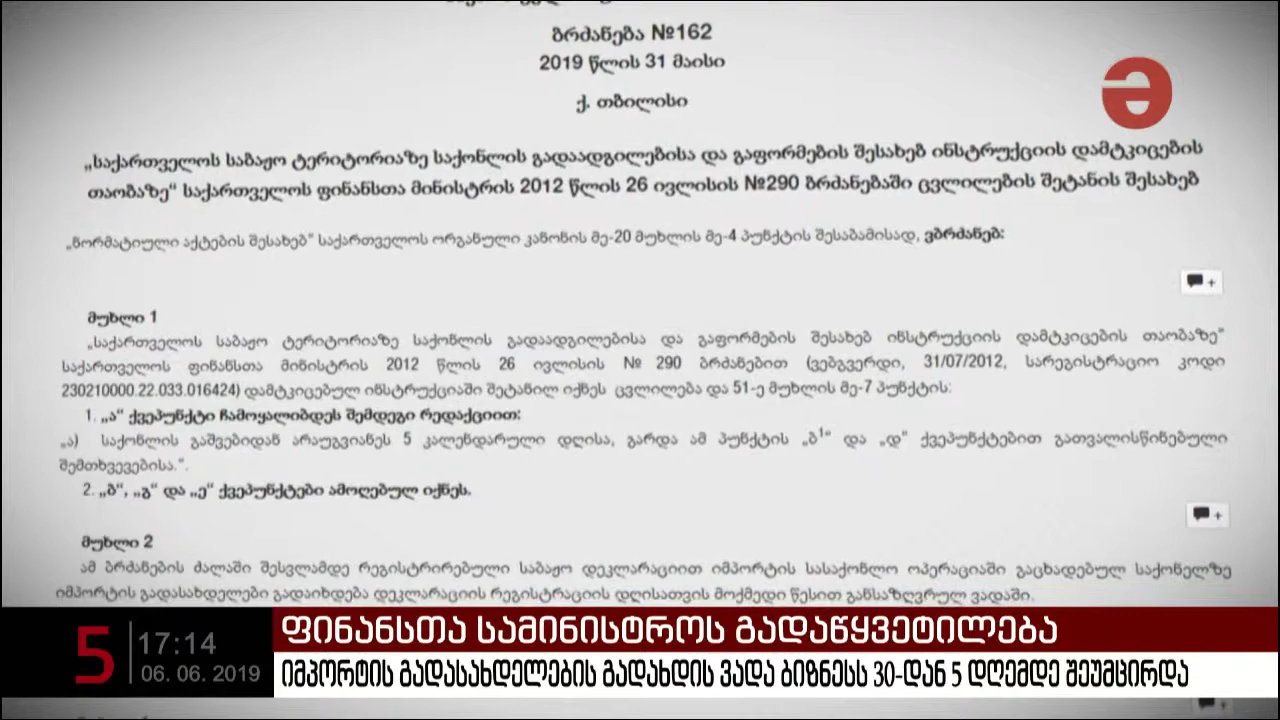 ბრძანება №162
2019 წლის 31 მაისი
ქ. თბილისი
„საქართველოს საბაჟო ტერიტორიაზე საქონლის გადაადგილებისა და გაფორმების შესახებ ინსტრუქციის დამტკიცების
თაობაზე“ საქართველოს ფინანსთა მინისტრის 2012 წლის 26 ივლისის №290 ბრძანებაში ცვლილების შეტანის შესახებ
„ნორმატიული აქტების შესახებ“ საქართველოს ორგანული კანონის მე-20 მუხლის მე-4 პუნქტის შესაბამისად, ვბრძანებ:
მუხლი 1
„საქართველოს საბაჟო ტერიტორიაზე საქონლის გადაადგილებისა და გაფორმების შესახებ ინსტრუქციის დამტკიცების თაობაზე“
საქართველოს ფინანსთა მინისტრის 2012 წლის 26 ივლისის № 290 ბრძანებით (ვებგვერდი, 31/07/2012, სარეგისტრაციო კოდი
230210000.22.033.016424) დამტკიცებულ ინსტრუქციაში შეტანილ იქნეს ცვლილება და 51-ე მუხლის მე-7 პუნქტის:
1. „ა“ ქვეპუნქტი ჩამოყალიბდეს შემდეგი რედაქციით:
„ა) საქონლის გაშვებიდან არაუგვიანეს 5 კალენდარული დღისა, გარდა ამ პუნქტის „ბ¹“ და „დ“ ქვეპუნქტებით გათვალისწინებული
შემთხვევებისა.“.
2. „ბ“, „გ“ და „ე“ ქვეპუნქტები ამოღებულ იქნეს.
მუხლი 2
ამ ბრძანების ძალაში შესვლამდე რეგისტრირებული საბაჟო დეკლარაციით იმპორტის სასაქონლო ოპერაციაში გაცხადებულ საქონელზე
იმპორტის გადასახდელები გადაიხდება დეკლარაციის რეგისტრაციის დღისათვის მოქმედი წესით განსაზღვრულ ვადაში.
5
17:14
06. 06. 2019
ფინანსთა სამინისტროს გადაწყვეტილება
იმპორტის გადასახდელების გადახდის ვადა ბიზნესს 30-დან 5 დღემდე შეუმცირდა